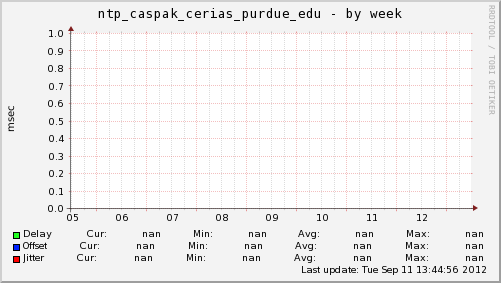 ntp_caspak_cerias_purdue_edu - by week
RRDTOOL / TOBI OETIKER
msec
1.0
0.9
0.8
0.7
0.6
0.5
0.4
0.3
0.2
0.1
0.0
05 06 07 08 09 10 11 12
Delay Cur: nan Min: nan Avg: nan Max: nan
Offset Cur: nan Min: nan Avg: nan Max: nan
Jitter Cur: nan Min: nan Avg: nan Max: nan
Last update: Tue Sep 11 13:44:56 2012